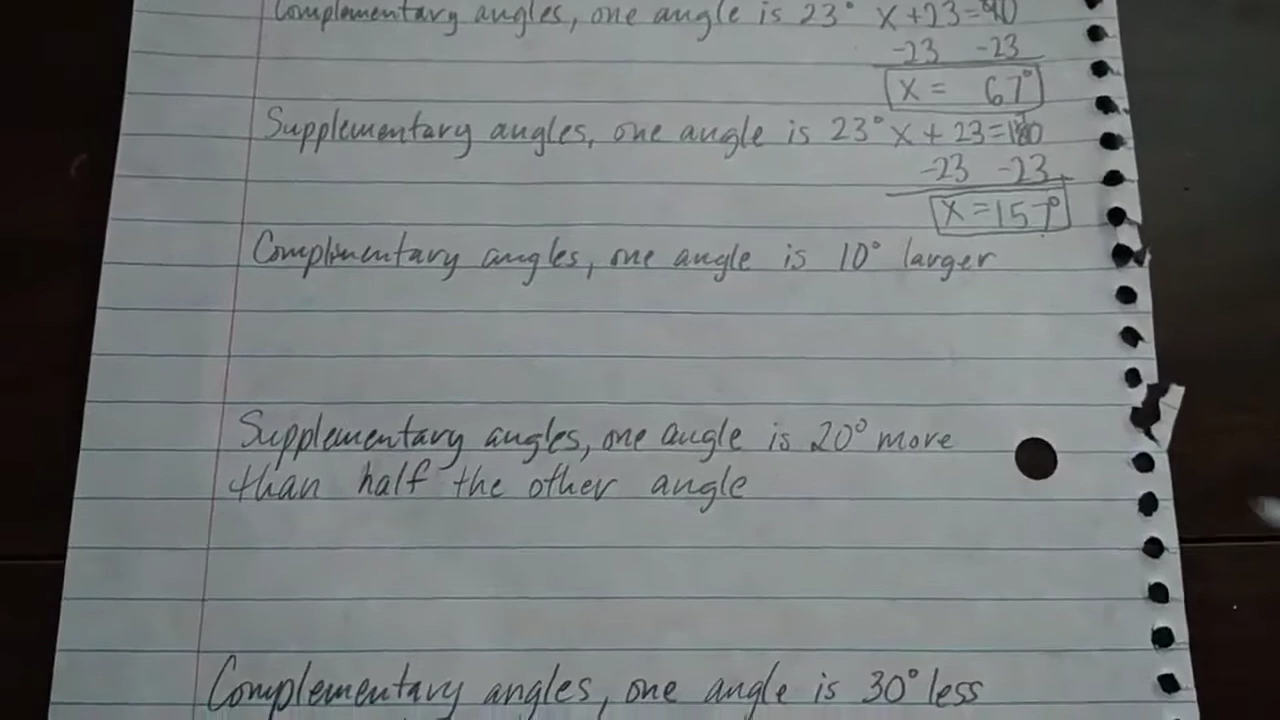 Complementary angles, one angle is 23° x + 23 = 90
-23 -23
x = 67°
Supplementary angles, one angle is 23° x + 23 = 180
-23 -23
x = 157°
Complimentary angles, one angle is 10° larger
Supplementary angles, one angle is 20° more
than half the other angle
Complementary angles, one angle is 30° less